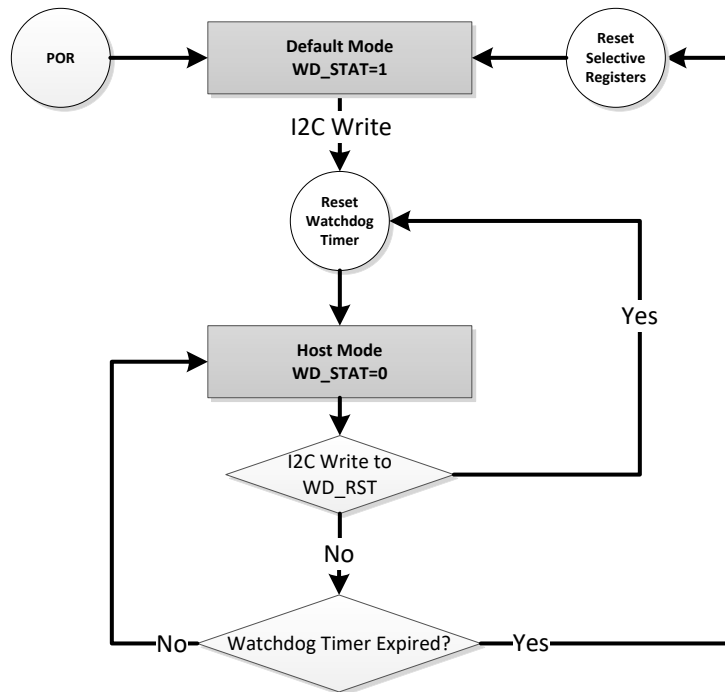 POR
Default Mode
WD_STAT=1
Reset
Selective
Registers
I2C Write
Reset
Watchdog
Timer
Yes
Host Mode
WD_STAT=0
I2C Write to
WD_RST
No
No
Watchdog Timer Expired?
Yes